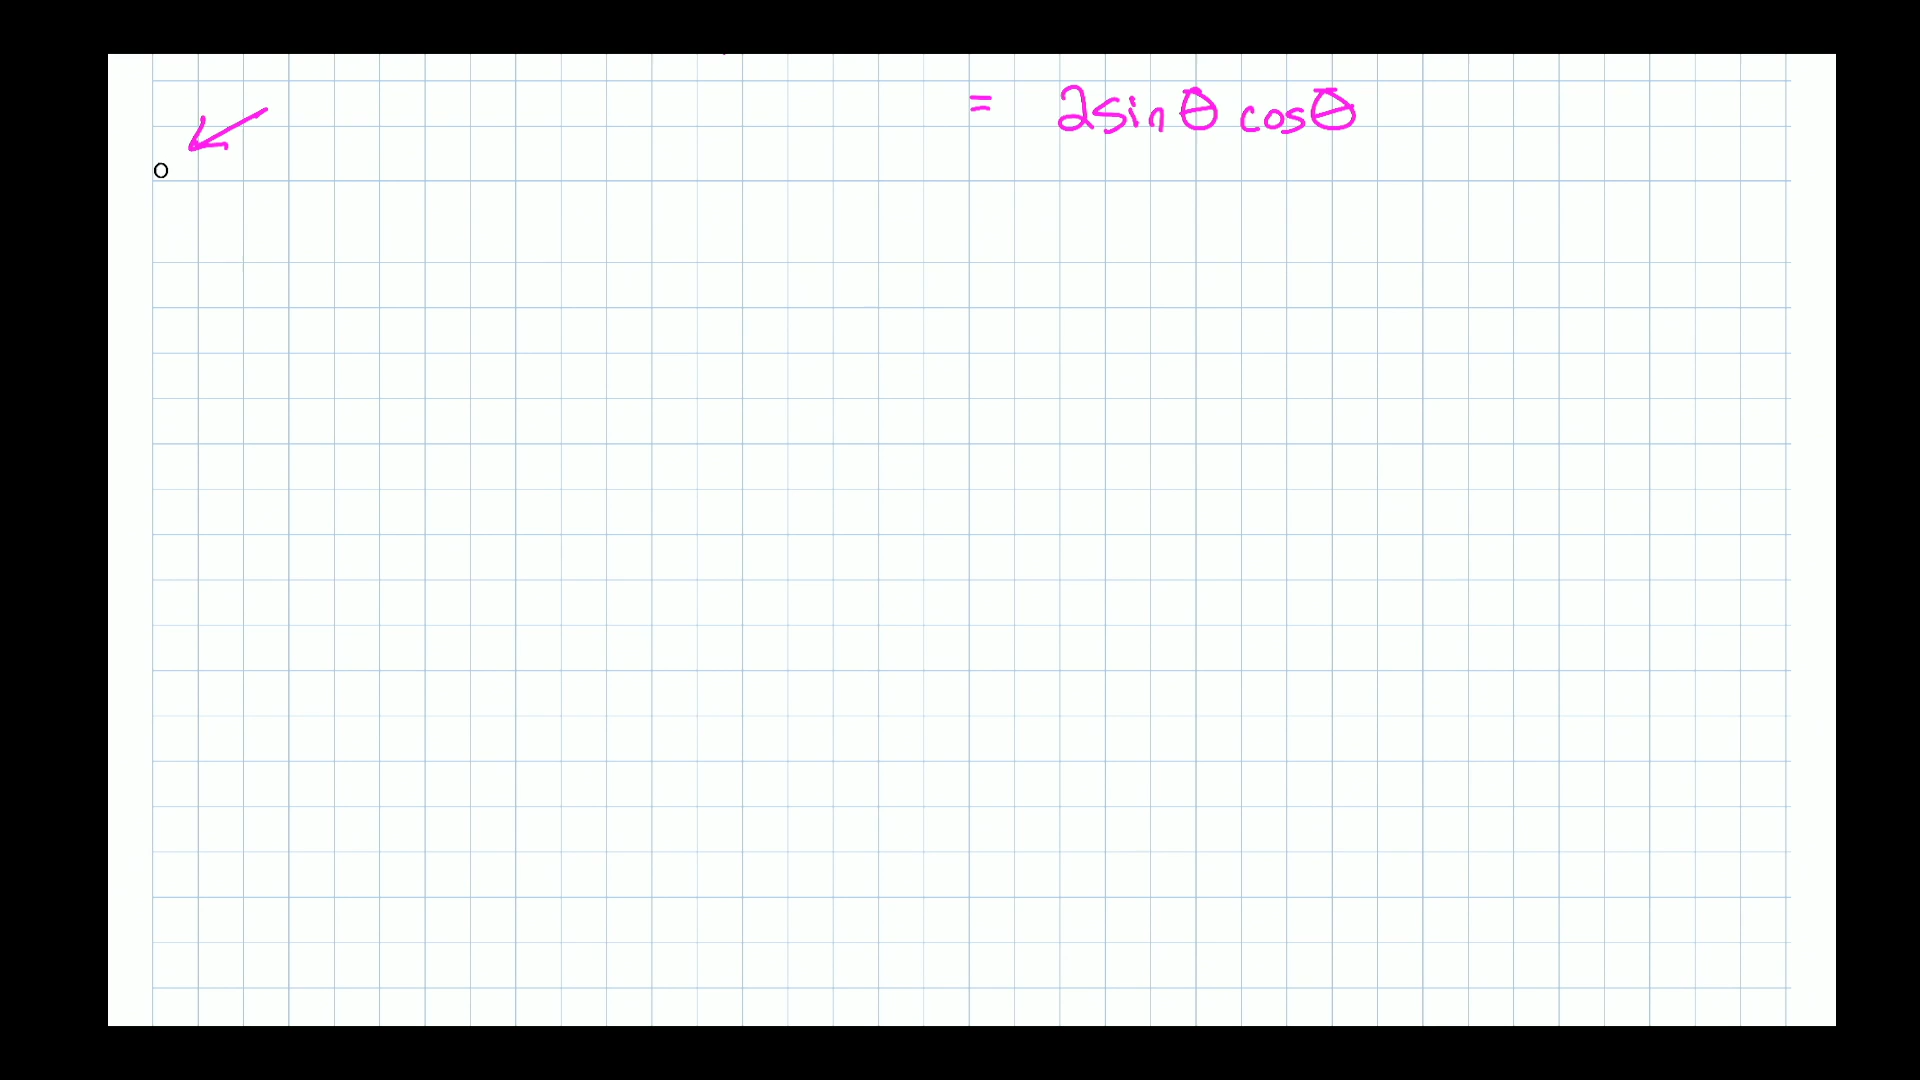 = 2sinθ cosθ
o